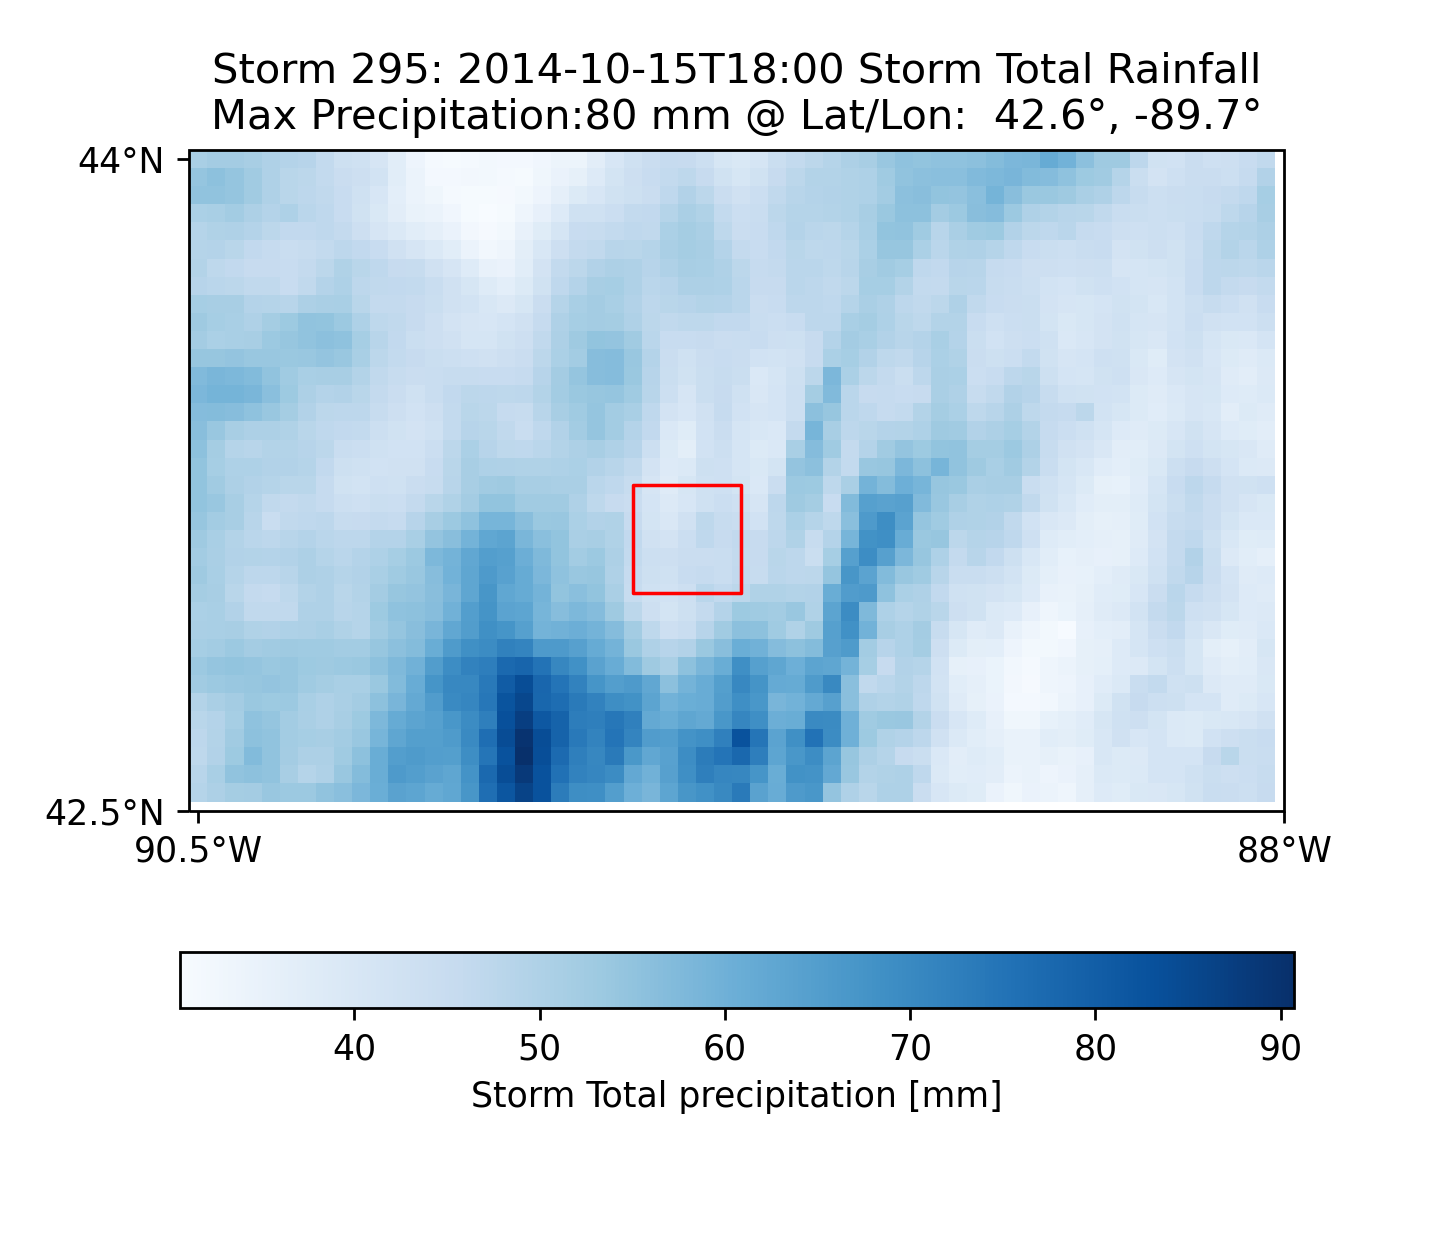 Storm 295: 2014-10-15T18:00 Storm Total Rainfall
Max Precipitation:80 mm @ Lat/Lon:  42.6°, -89.7°
44°N
42.5°N
90.5°W 88°W
40 50 60 70 80 90
Storm Total precipitation [mm]